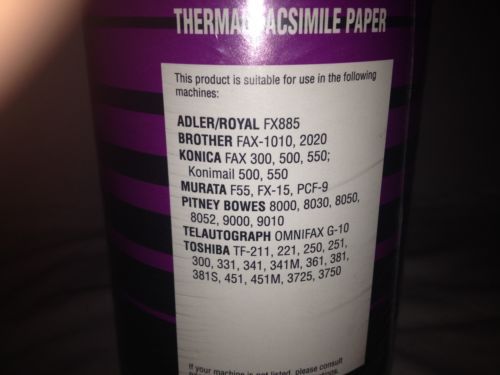 THERMAL FACSIMILE PAPER
This product is suitable for use in the following
machines:
ADLER/ROYAL FX885
BROTHER FAX-1010, 2020
KONICA FAX 300, 500, 550;
Konimail 500, 550
MURATA F55, FX-15, PCF-9
PITNEY BOWES 8000, 8030, 8050,
8052, 9000, 9010
TELAUTOGRAPH OMNIFAX G-10
TOSHIBA TF-211, 221, 250, 251,
300, 331, 341, 341M, 361, 381,
381S, 451, 451M, 3725, 3750
If your machine is not listed, please consult